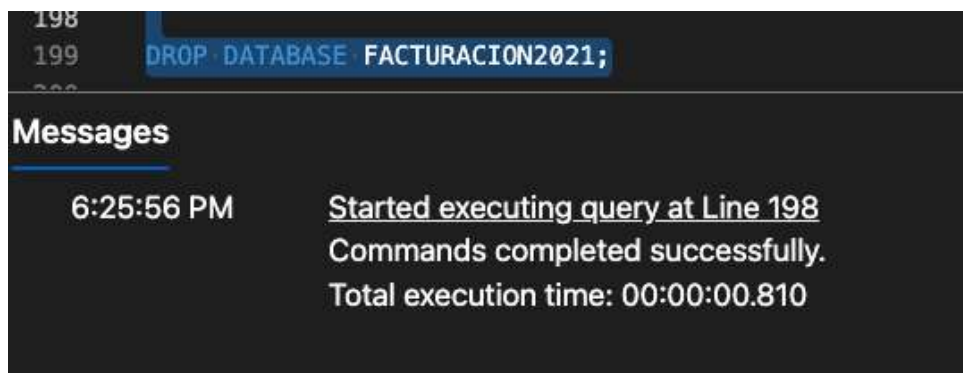 198
199 DROP DATABASE FACTURACION2021;
200
Messages
6:25:56 PM Started executing query at Line 198
Commands completed successfully.
Total execution time: 00:00:00.810